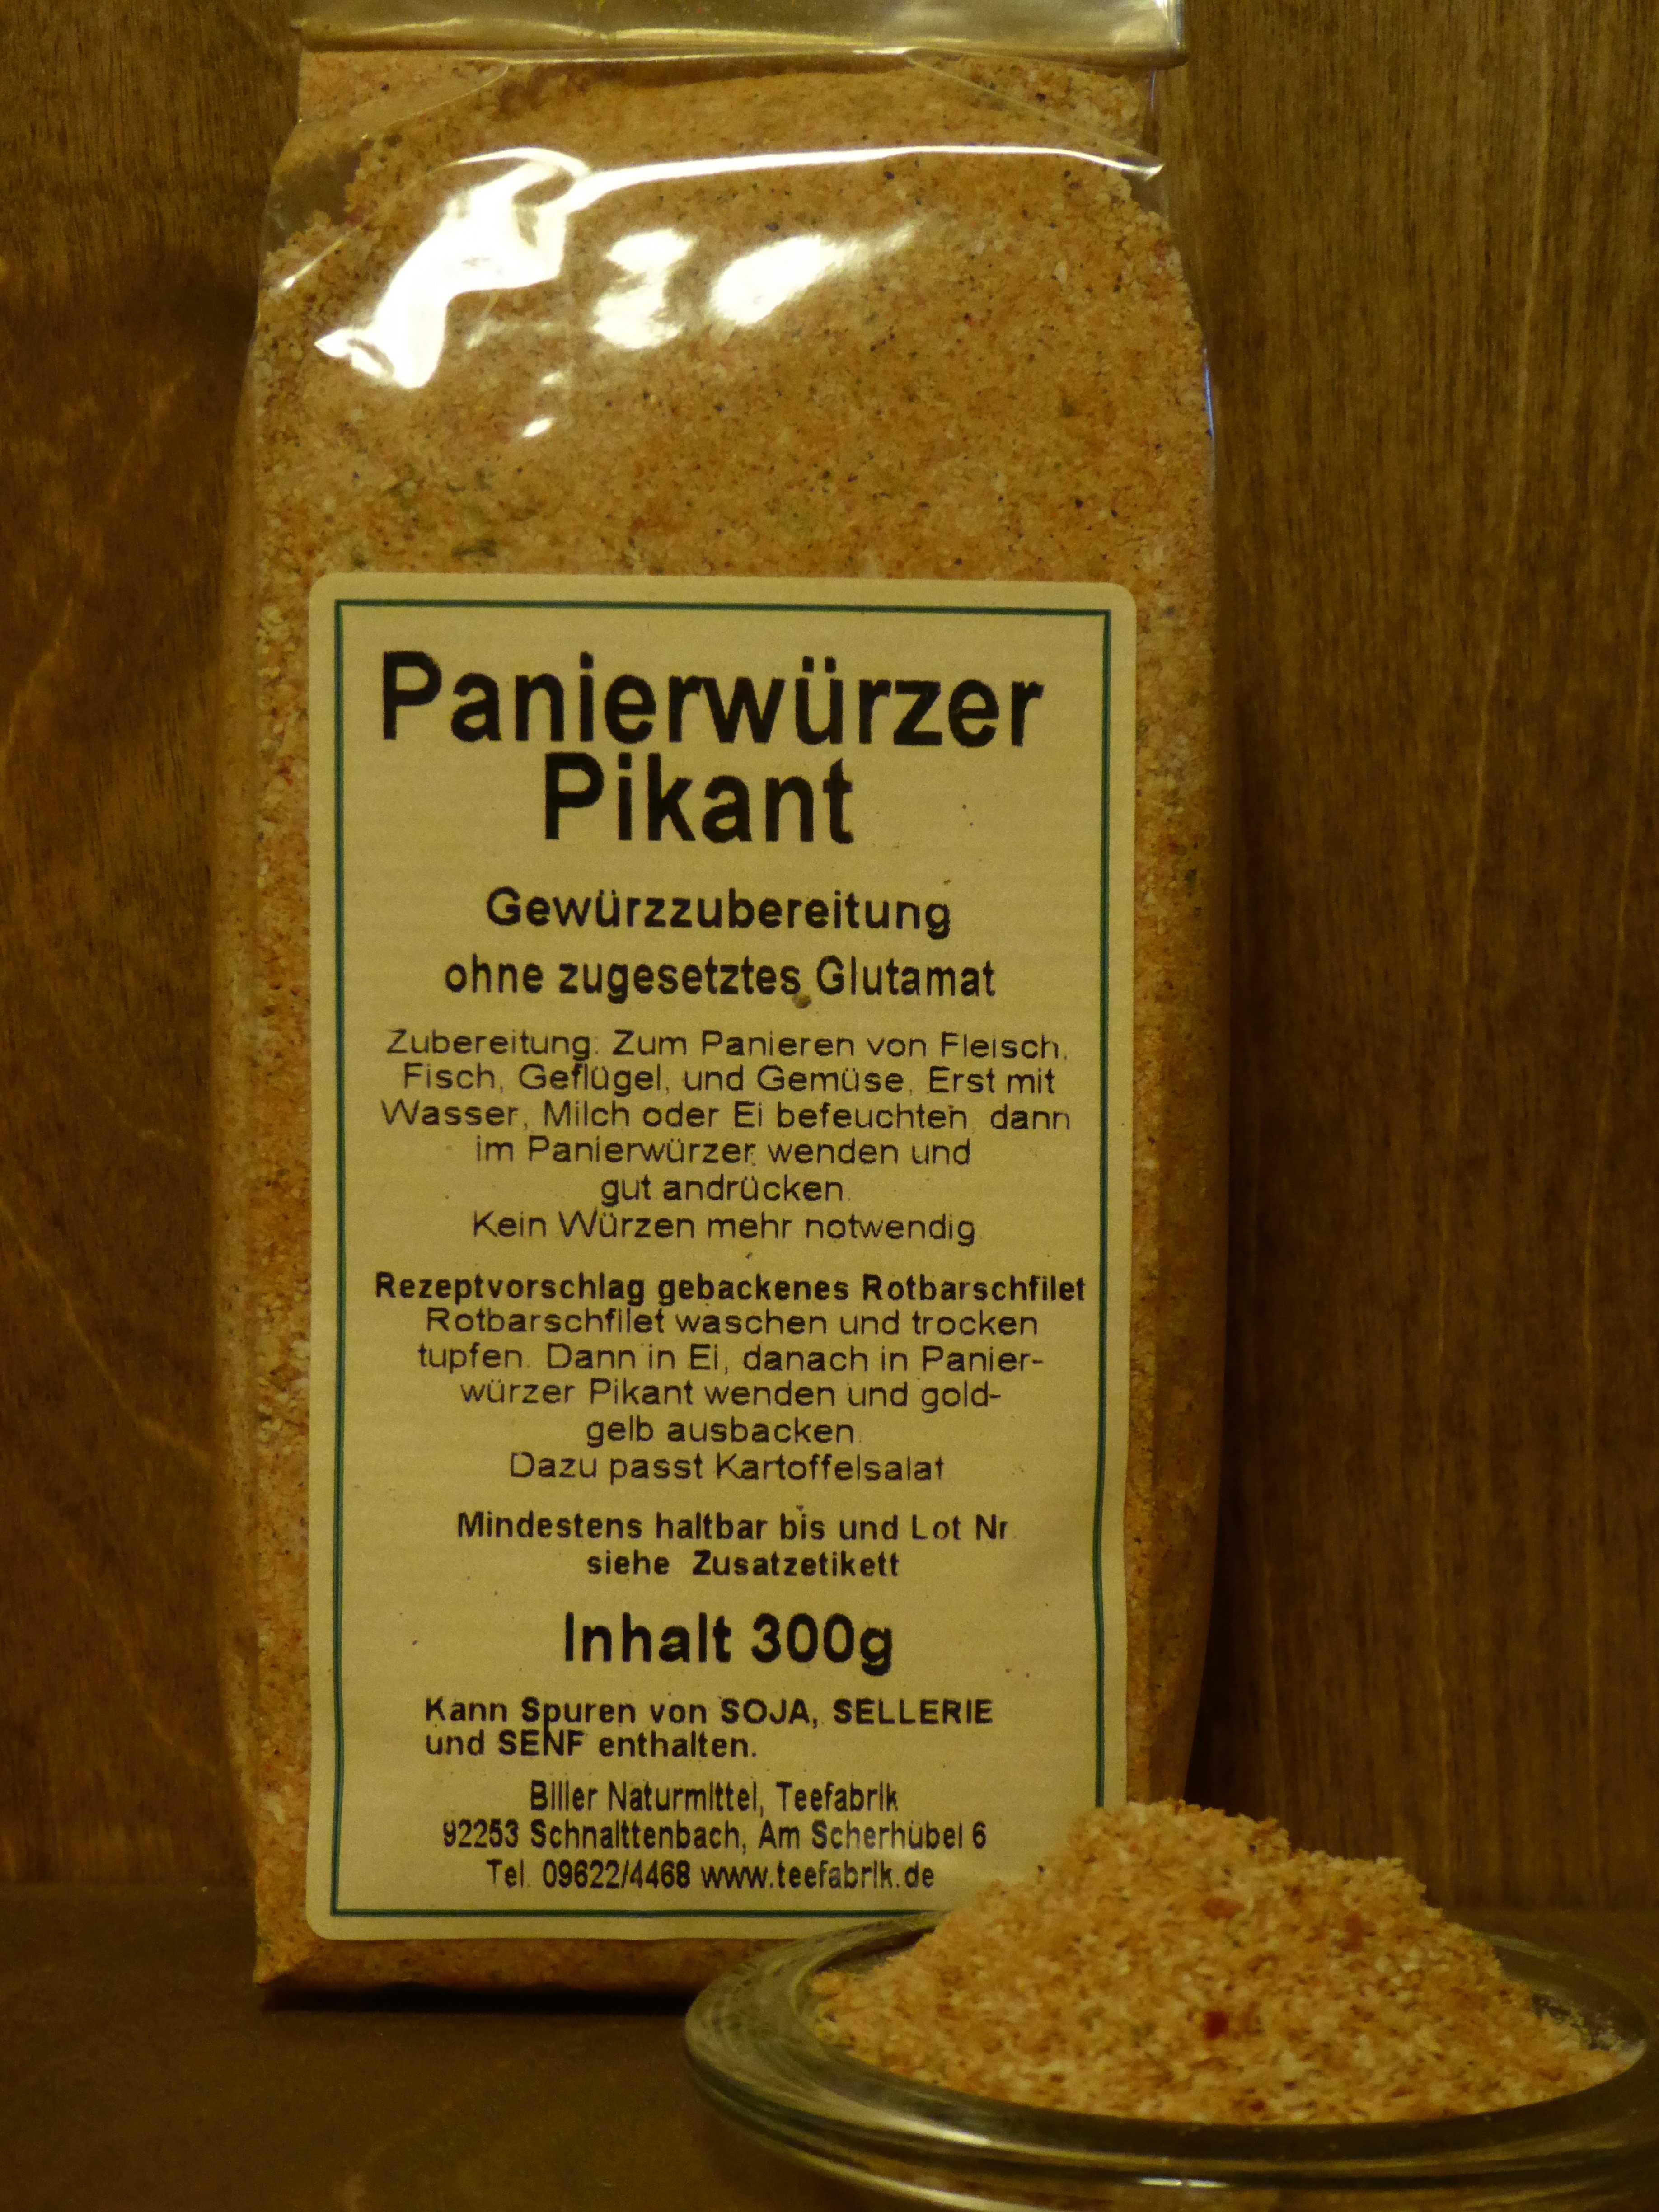 Panierwürzer
Pikant
Gewürzzubereitung
ohne zugesetztes Glutamat
Zubereitung: Zum Panieren von Fleisch,
Fisch, Geflügel, und Gemüse, Erst mit
Wasser, Milch oder Ei befeuchten, dann
im Panierwürzer wenden und
gut andrücken.
Kein Würzen mehr notwendig
Rezeptvorschlag gebackenes Rotbarschfilet
Rotbarschfilet waschen und trocken
tupfen. Dann in Ei, danach in Panier-
würzer Pikant wenden und gold-
gelb ausbacken.
Dazu passt Kartoffelsalat
Mindestens haltbar bis und Lot Nr.
siehe Zusatzetikett
Inhalt 300g
Kann Spuren von SOJA, SELLERIE
und SENF enthalten.
Biller Naturmittel, Teefabrik
92253 Schnaittenbach, Am Scherhübel 6
Tel. 09622/4468 www.teefabrik.de